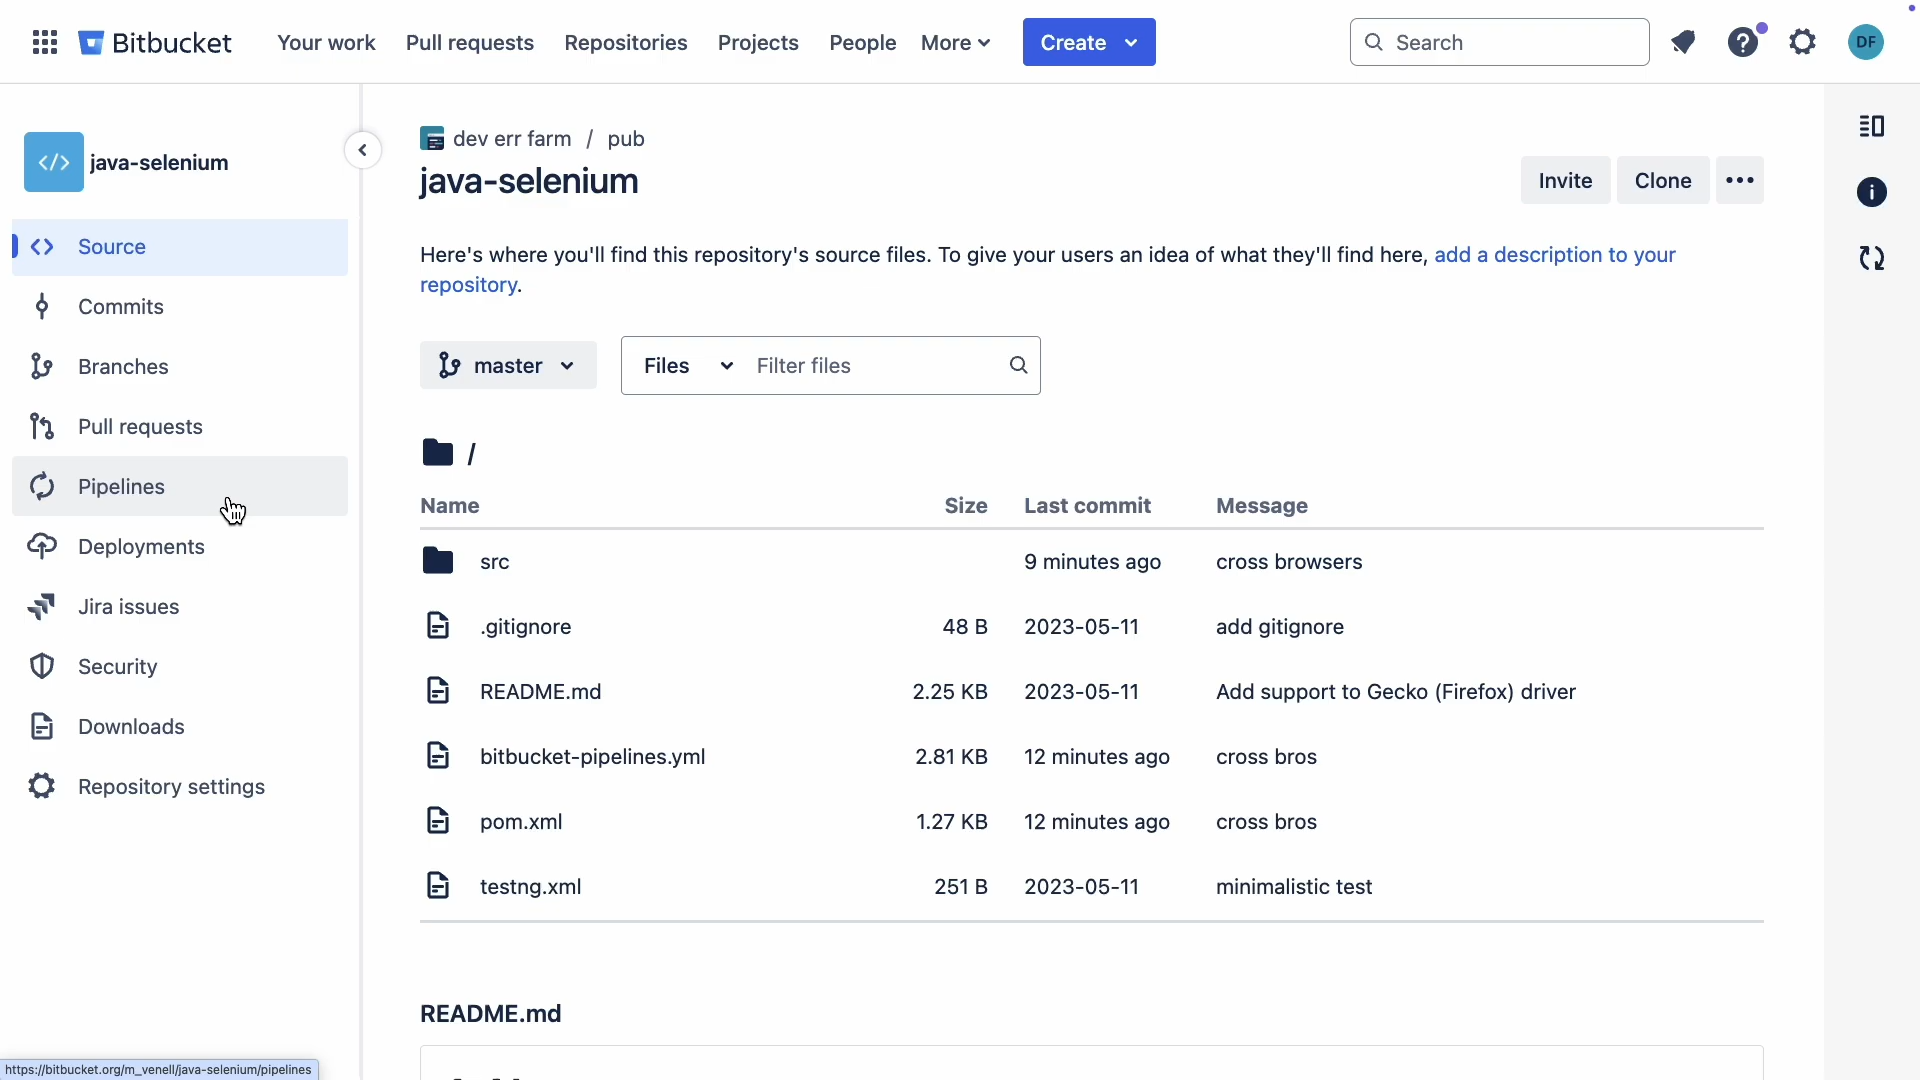 Bitbucket Your work Pull requests Repositories Projects People More Create Search DF
java-selenium
Source
Commits
Branches
Pull requests
Pipelines
Deployments
Jira issues
Security
Downloads
Repository settings
dev err farm / pub
java-selenium
Invite Clone
Here's where you'll find this repository's source files. To give your users an idea of what they'll find here, add a description to your
repository.
master Files Filter files
/
Name Size Last commit Message
src 9 minutes ago cross browsers
.gitignore 48 B 2023-05-11 add gitignore
README.md 2.25 KB 2023-05-11 Add support to Gecko (Firefox) driver
bitbucket-pipelines.yml 2.81 KB 12 minutes ago cross bros
pom.xml 1.27 KB 12 minutes ago cross bros
testng.xml 251 B 2023-05-11 minimalistic test
README.md
https://bitbucket.org/m_venell/java-selenium/pipelines